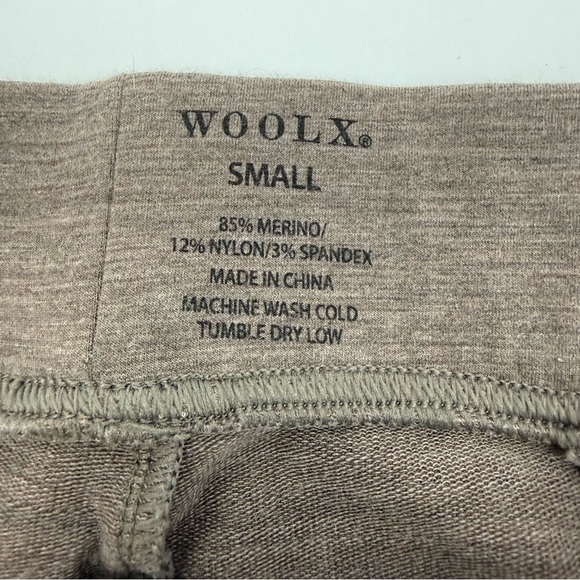 WOOLX®
SMALL
85% MERINO/
12% NYLON/3% SPANDEX
MADE IN CHINA
MACHINE WASH COLD
TUMBLE DRY LOW